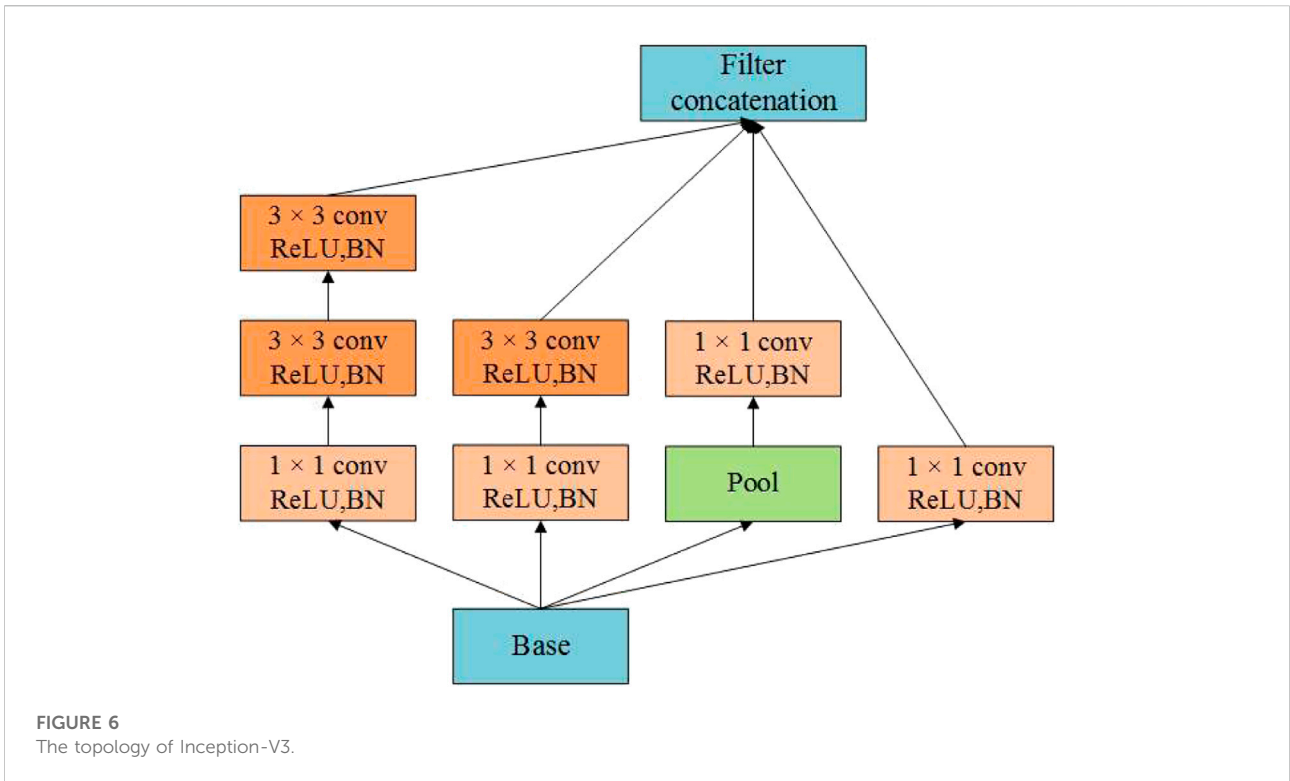 Filter
concatenation
3 × 3 conv
ReLU,BN
3 × 3 conv
ReLU,BN
3 × 3 conv
ReLU,BN
1 × 1 conv
ReLU,BN
1 × 1 conv
ReLU,BN
1 × 1 conv
ReLU,BN
Pool
1 × 1 conv
ReLU,BN
Base
FIGURE 6
The topology of Inception-V3.